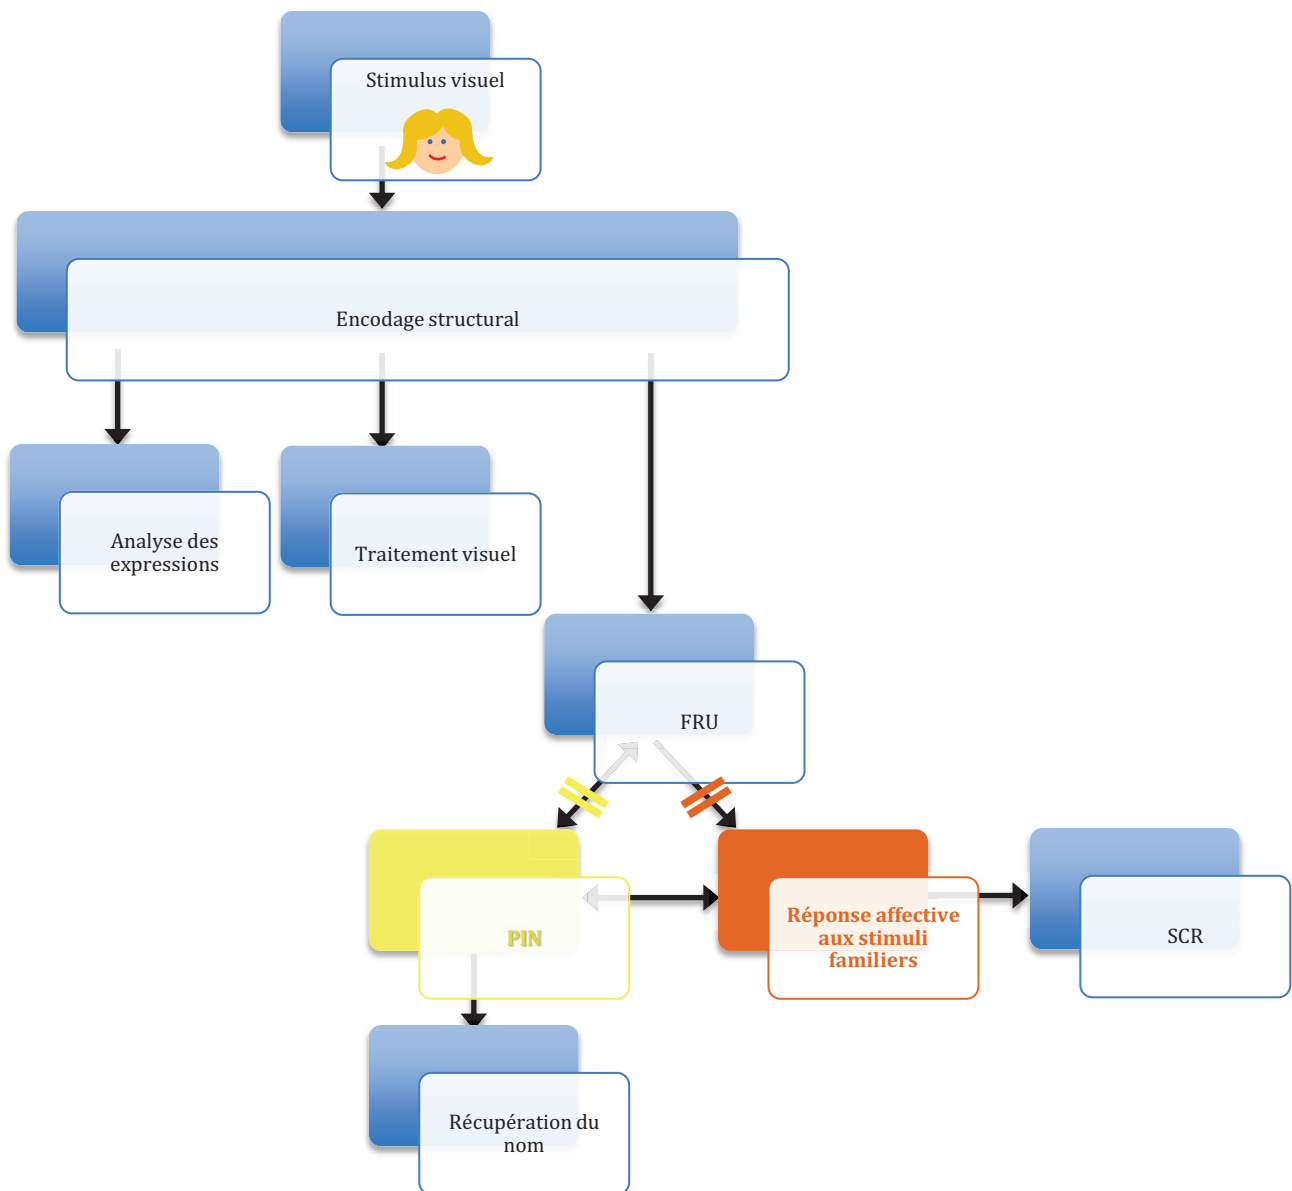 Stimulus visuel
Encodage structural
Analyse des
expressions
Traitement visuel
FRU
PIN
Réponse affective
aux stimuli
familiers
SCR
Récupération du
nom